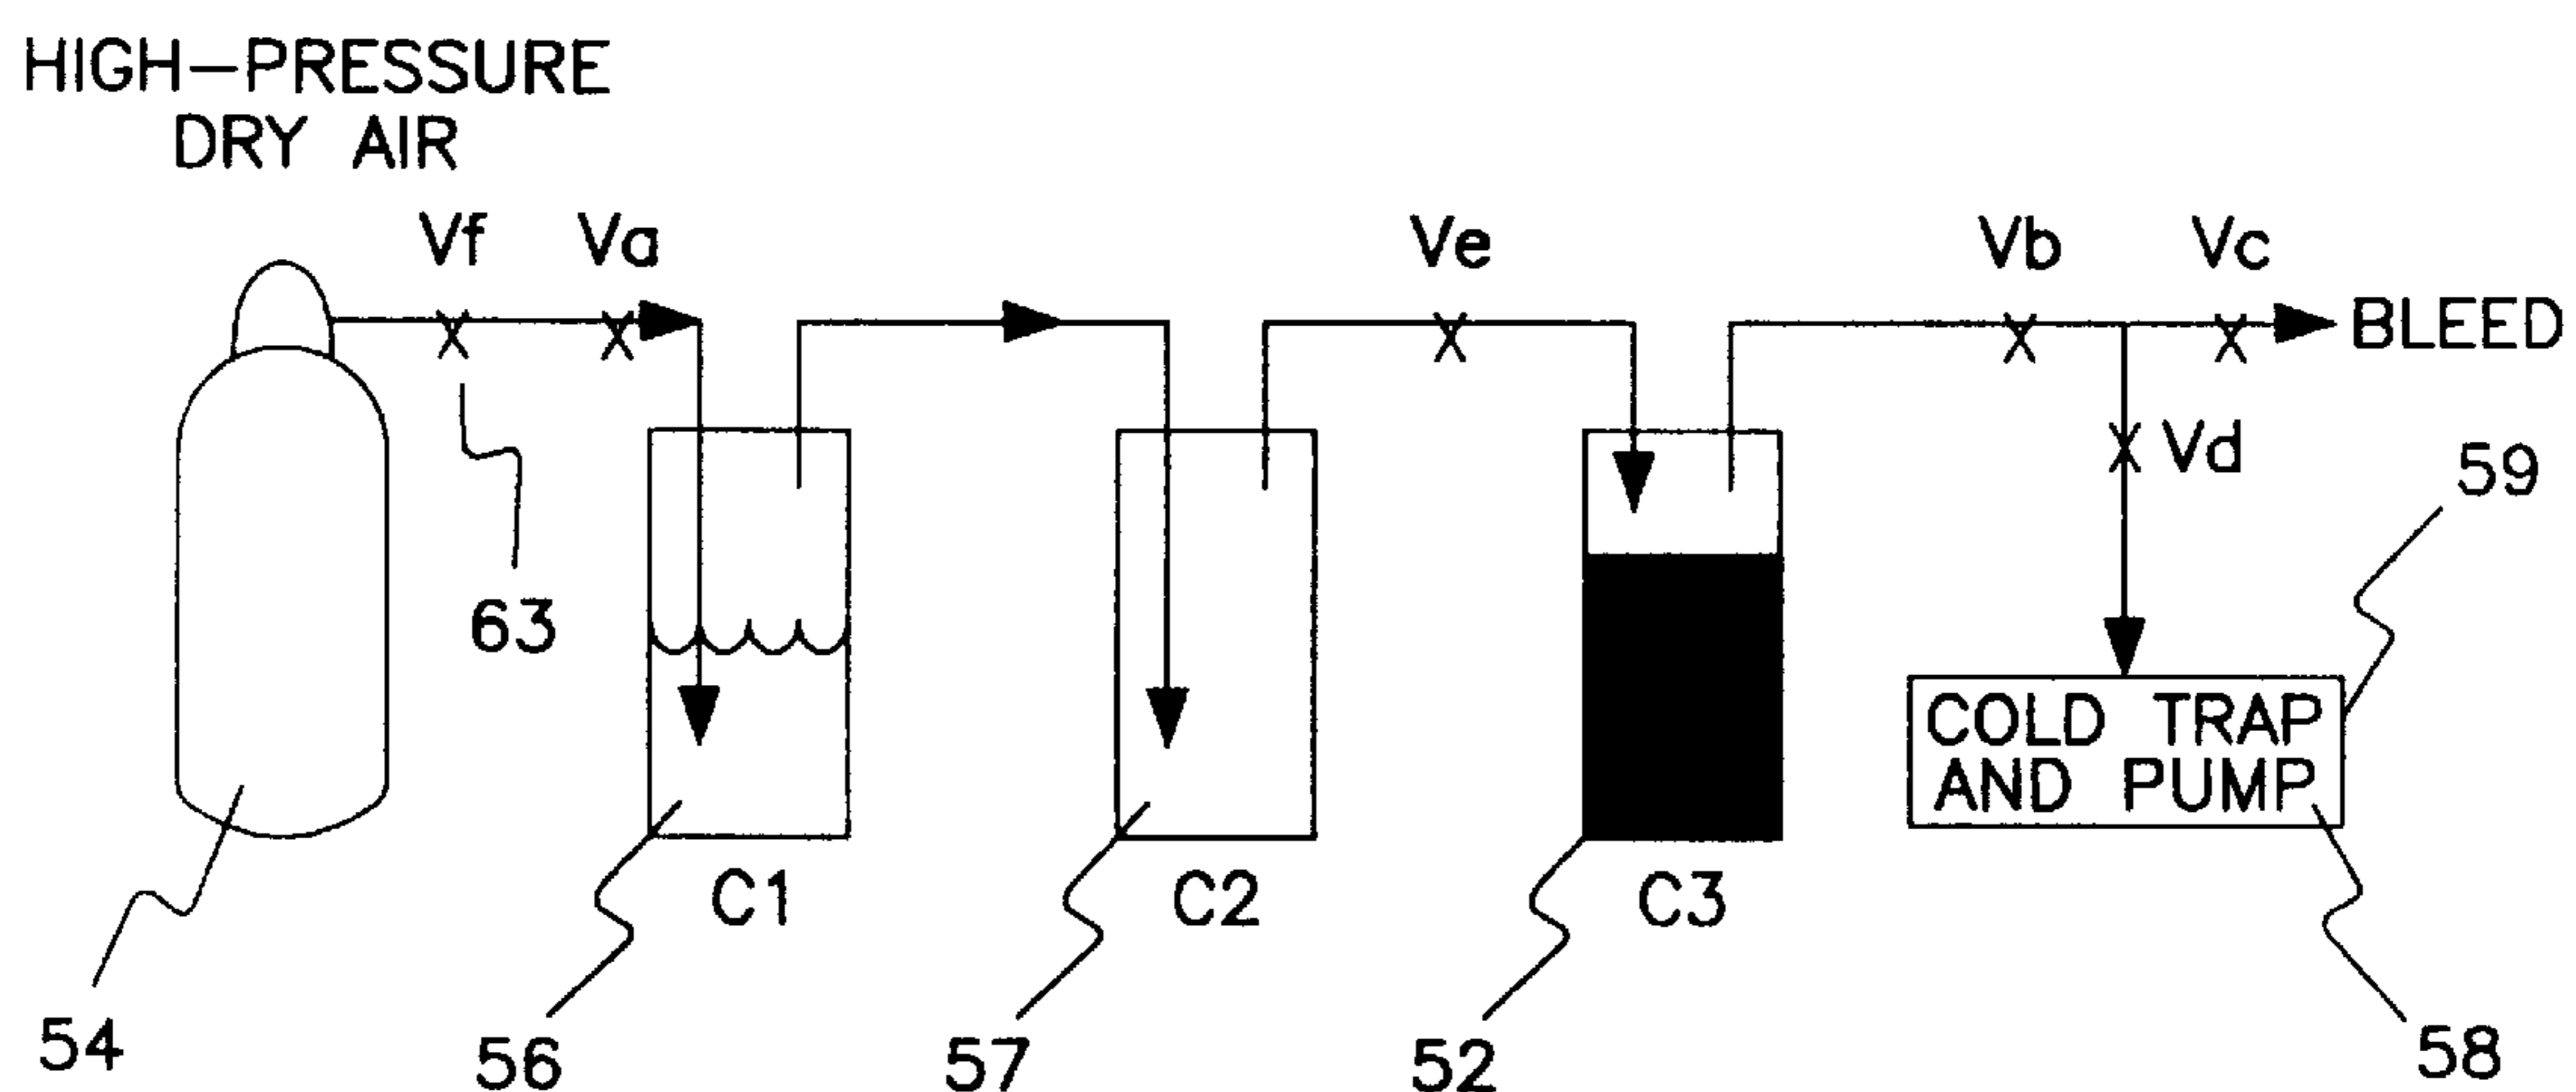 HIGH-PRESSURE
DRY AIR
Vf
Va
Ve
Vb
Vc
BLEED
Vd
59
63
COLD TRAP
AND PUMP
C1
C2
C3
54
56
57
52
58